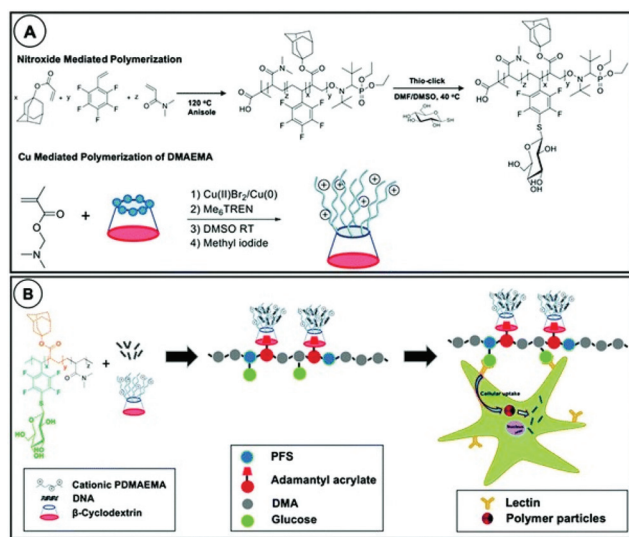 A
Nitroxide Mediated Polymerization
x
+ y
+ z
120 °C
Anisole
Thio-click
DMF/DMSO, 40 °C
Cu Mediated Polymerization of DMAEMA
+
1) Cu(II)Br2/Cu(0)
2) Me6TREN
3) DMSO RT
4) Methyl iodide
B
+
Cellular uptake
Nucleus
Cationic PDMAEMA
DNA
β-Cyclodextrin
PFS
Adamantyl acrylate
DMA
Glucose
Lectin
Polymer particles